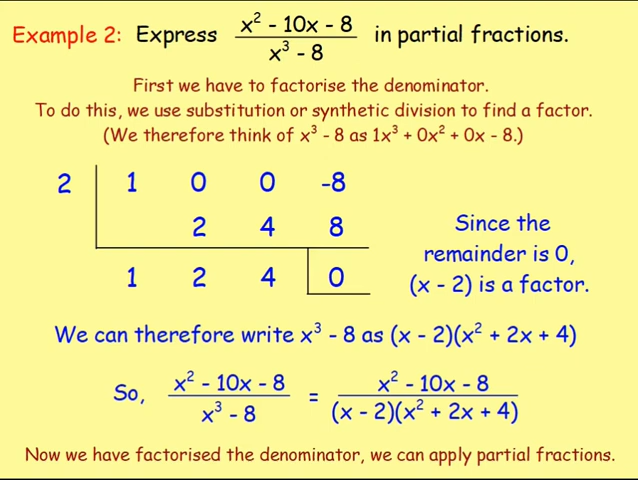 Example 2: Express x² - 10x - 8 / x³ - 8 in partial fractions.
First we have to factorise the denominator.
To do this, we use substitution or synthetic division to find a factor.
(We therefore think of x³ - 8 as 1x³ + 0x² + 0x - 8.)
2 1 0 0 -8
2 4 8
1 2 4 0
Since the
remainder is 0,
(x - 2) is a factor.
We can therefore write x³ - 8 as (x - 2)(x² + 2x + 4)
So, x² - 10x - 8 / x³ - 8 = x² - 10x - 8 / (x - 2)(x² + 2x + 4)
Now we have factorised the denominator, we can apply partial fractions.